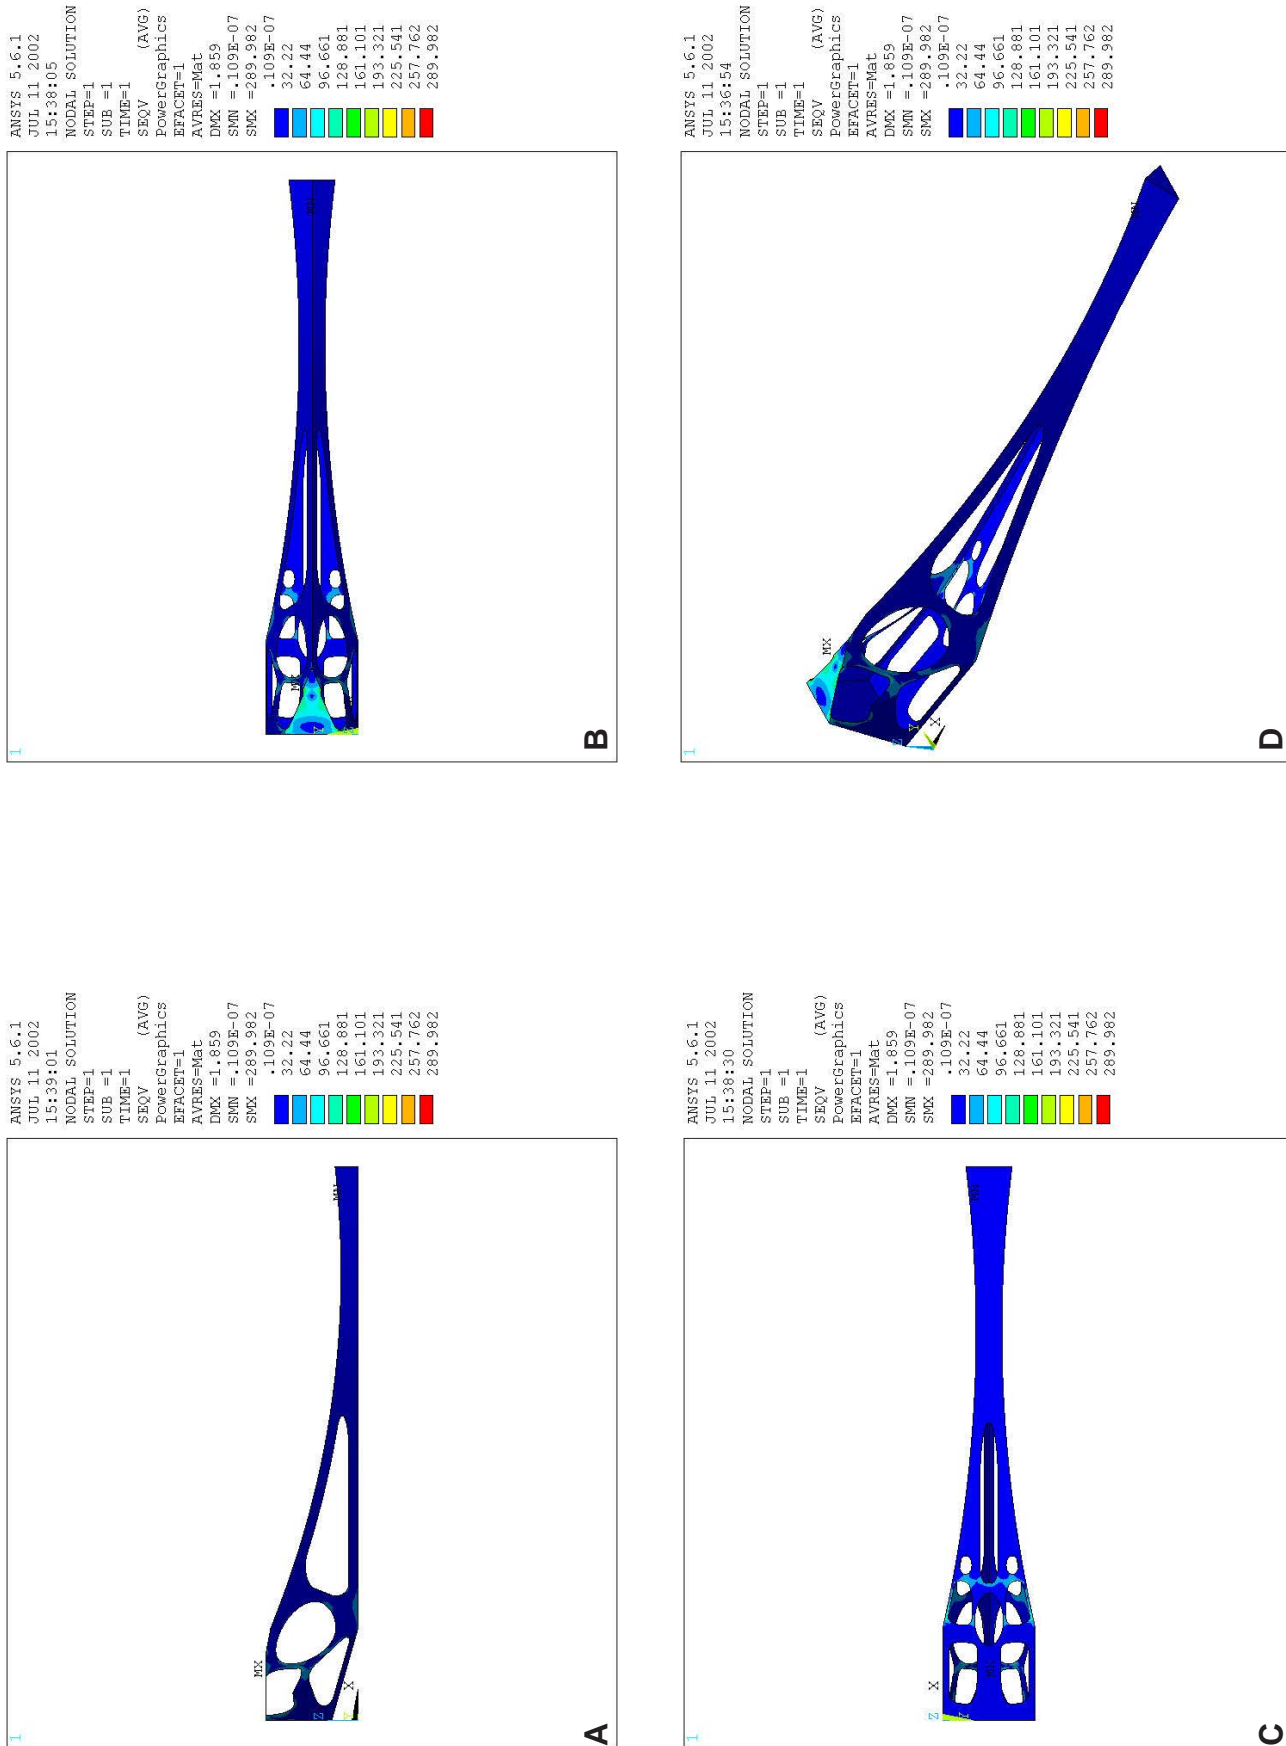 1
ANSYS 5.6.1
JUL 11 2002
15:39:01
NODAL SOLUTION
STEP=1
SUB =1
TIME=1
SEQV (AVG)
PowerGraphics
EFACET=1
AVRES=Mat
DMX =1.859
SMN =.109E-07
SMX =289.982
.109E-07
32.22
64.44
96.661
128.881
161.101
193.321
225.541
257.762
289.982
MX
MN
Z
X
Y
A
1
ANSYS 5.6.1
JUL 11 2002
15:38:05
NODAL SOLUTION
STEP=1
SUB =1
TIME=1
SEQV (AVG)
PowerGraphics
EFACET=1
AVRES=Mat
DMX =1.859
SMN =.109E-07
SMX =289.982
.109E-07
32.22
64.44
96.661
128.881
161.101
193.321
225.541
257.762
289.982
MX
MN
Y
B
ANSYS 5.6.1
JUL 11 2002
15:38:30
NODAL SOLUTION
STEP=1
SUB =1
TIME=1
SEQV (AVG)
PowerGraphics
EFACET=1
AVRES=Mat
DMX =1.859
SMN =.109E-07
SMX =289.982
.109E-07
32.22
64.44
96.661
128.881
161.101
193.321
225.541
257.762
289.982
1
Z X
Y
MX
MN
C
1
ANSYS 5.6.1
JUL 11 2002
15:36:54
NODAL SOLUTION
STEP=1
SUB =1
TIME=1
SEQV (AVG)
PowerGraphics
EFACET=1
AVRES=Mat
DMX =1.859
SMN =.109E-07
SMX =289.982
.109E-07
32.22
64.44
96.661
128.881
161.101
193.321
225.541
257.762
289.982
MX
MN
Z
Y
X
D